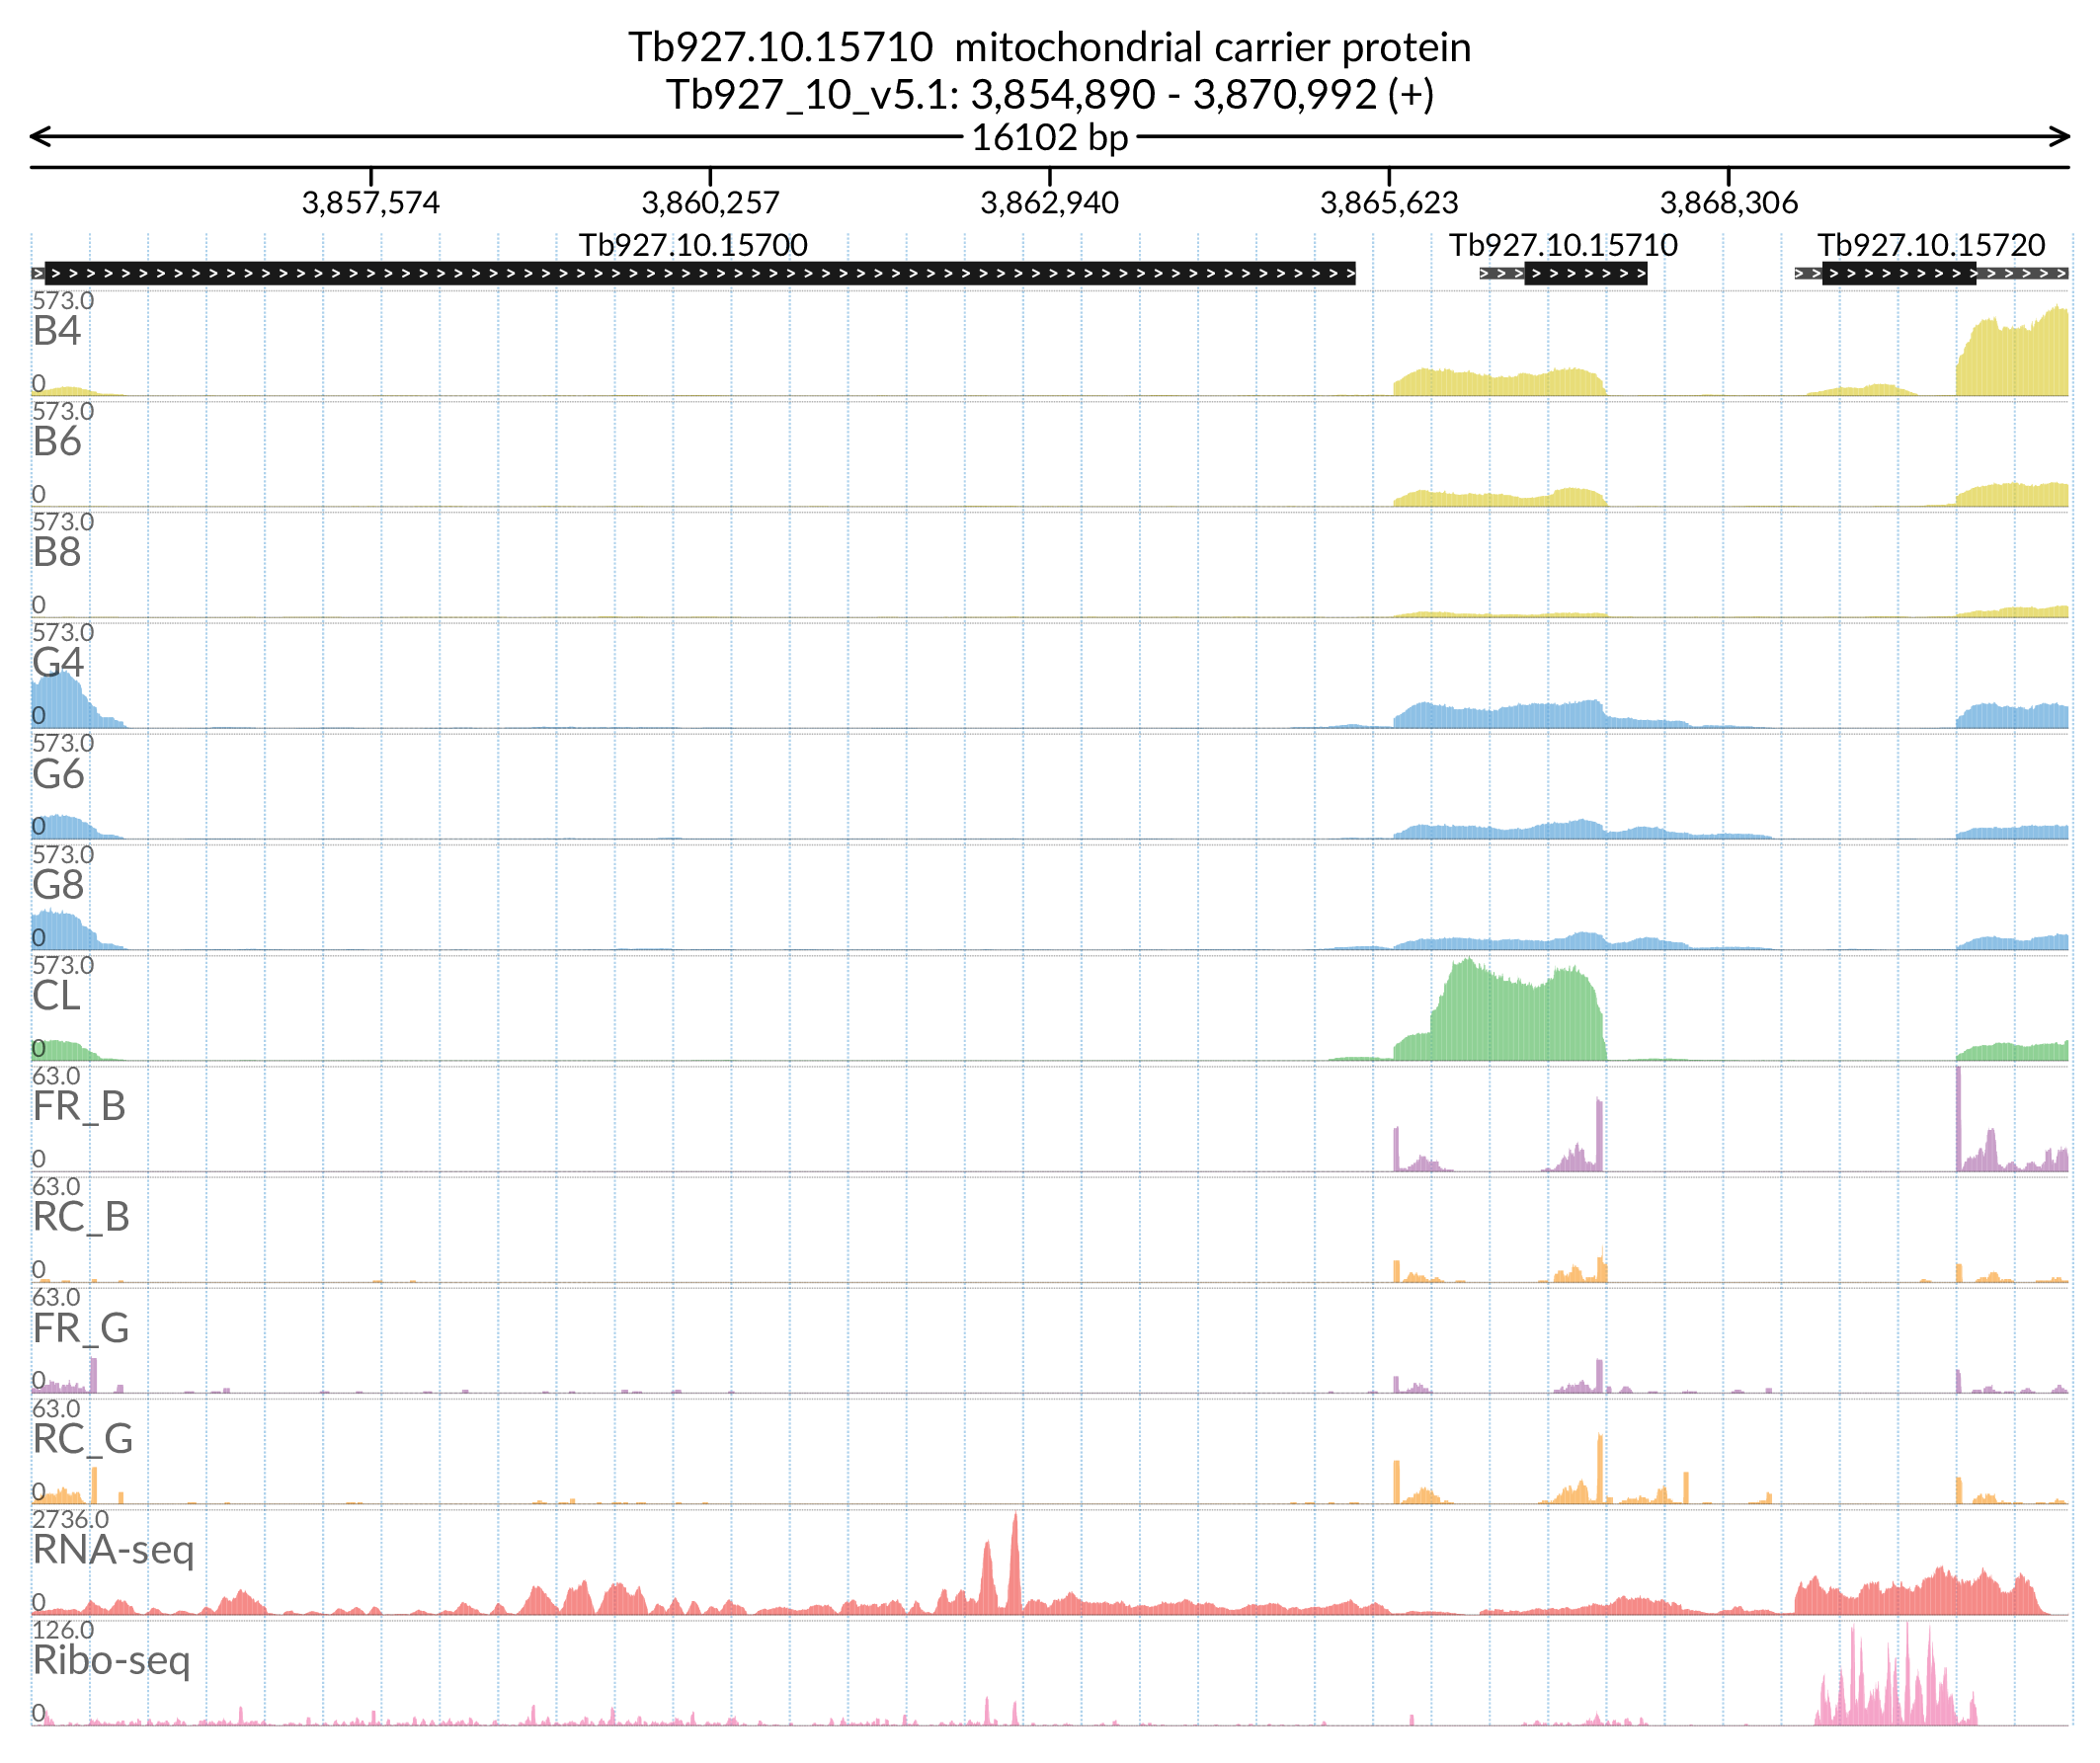 Tb927.10.15710 mitochondrial carrier protein
Tb927_10_v5.1: 3,854,890 - 3,870,992 (+)
16102 bp
3,857,574 3,860,257 3,862,940 3,865,623 3,868,306
Tb927.10.15700 Tb927.10.15710 Tb927.10.15720
573.0
B4
0
573.0
B6
0
573.0
B8
0
573.0
G4
0
573.0
G6
0
573.0
G8
0
573.0
CL
0
63.0
FR_B
0
63.0
RC_B
0
63.0
FR_G
0
63.0
RC_G
0
2736.0
RNA-seq
0
126.0
Ribo-seq
0